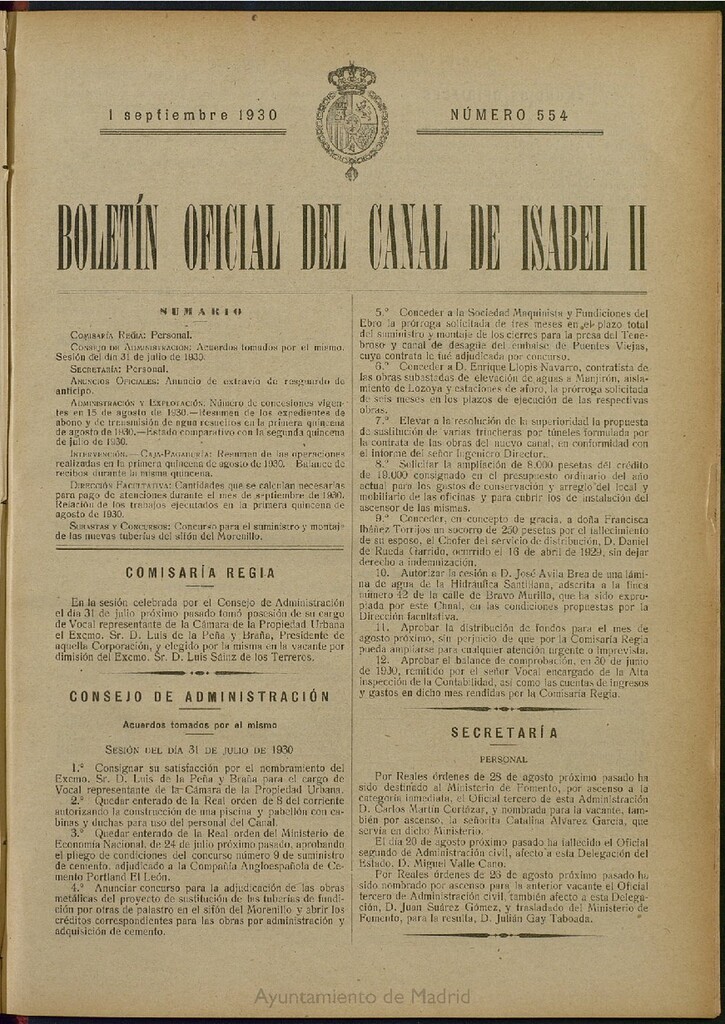 1 septiembre 1930
NÚMERO 554
BOLETÍN OFICIAL DEL CANAL DE ISABEL II
SUMARIO
COMISARÍA REGIA: Personal.
CONSEJO DE ADMINISTRACIÓN: Acuerdos tomados por el mismo.
Sesión del día 31 de julio de 1930.
SECRETARÍA: Personal.
ANUNCIOS OFICIALES: Anuncio de extravío de resguardo de
anticipo.
ADMINISTRACIÓN Y EXPLOTACIÓN. Número de concesiones vigen-
tes en 15 de agosto de 1930.—Resumen de los expedientes de
abono y de transmisión de agua resueltos en la primera quincena
de agosto de 1930.—Estado comparativo con la segunda quincena
de julio de 1930.
INTERVENCIÓN.—CAJA-PAGADURÍA: Resumen de las operaciones
realizadas en la primera quincena de agosto de 1930. Balance de
recibos durante la misma quincena.
DIRECCIÓN FACULTATIVA: Cantidades que se calculan necesarias
para pago de atenciones durante el mes de septiembre de 1930.
Relación de los trabajos ejecutados en la primera quincena de
agosto de 1930.
SUBASTAS Y CONCURSOS: Concurso para el suministro y montaje
de las nuevas tuberías del sifón del Morenillo.
COMISARÍA REGIA
En la sesión celebrada por el Consejo de Administración
el día 31 de julio próximo pasado tomó posesión de su cargo
de Vocal representante de la Cámara de la Propiedad Urbana
el Excmo. Sr. D. Luis de la Peña y Braña, Presidente de
aquella Corporación, y elegido por la misma en la vacante por
dimisión del Excmo. Sr. D. Luis Sáinz de los Terreros.
CONSEJO DE ADMINISTRACIÓN
Acuerdos tomados por el mismo
SESIÓN DEL DÍA 31 DE JULIO DE 1930
1.º Consignar su satisfacción por el nombramiento del
Excmo. Sr. D. Luis de la Peña y Braña para el cargo de
Vocal representante de la Cámara de la Propiedad Urbana.
2.º Quedar enterado de la Real orden de 8 del corriente
autorizando la construcción de una piscina y pabellón con ca-
binas y duchas para uso del personal del Canal.
3.º Quedar enterado de la Real orden del Ministerio de
Economía Nacional, de 24 de julio próximo pasado, aprobando
el pliego de condiciones del concurso número 9 de suministro
de cemento, adjudicado a la Compañía Angloespañola de Ce-
mento Portland El León.
4.º Anunciar concurso para la adjudicación de las obras
metálicas del proyecto de sustitución de las tuberías de fundi-
ción por otras de palastro en el sifón del Morenillo y abrir los
créditos correspondientes para las obras por administración y
adquisición de cemento.
5.º Conceder a la Sociedad Maquinista y Fundiciones del
Ebro la prórroga solicitada de tres meses en el plazo total
del suministro y montaje de los cierres para la presa del Tene-
broso y canal de desagüe del embalse de Puentes Viejas,
cuya contrata le fué adjudicada por concurso.
6.º Conceder a D. Enrique Llopis Navarro, contratista de
las obras subastadas de elevación de aguas a Manjirón, aisla-
miento de Lozoya y estaciones de aforo, la prórroga solicitada
de seis meses en los plazos de ejecución de las respectivas
obras.
7.º Elevar a la resolución de la superioridad la propuesta
de sustitución de varias trincheras por túneles formulada por
la contrata de las obras del nuevo canal, en conformidad con
el informe del señor Ingeniero Director.
8.º Solicitar la ampliación de 8.000 pesetas del crédito
de 19.000 consignado en el presupuesto ordinario del año
actual para los gastos de conservación y arreglo del local y
mobiliario de las oficinas y para cubrir los de instalación del
ascensor de las mismas.
9.º Conceder, en concepto de gracia, a doña Francisca
Ibáñez Torrijos un socorro de 250 pesetas por el fallecimiento
de su esposo, el Chofer del servicio de distribución, D. Daniel
de Rueda Garrido, ocurrido el 16 de abril de 1929, sin dejar
derecho a indemnización.
10. Autorizar la cesión a D. José Avila Brea de una lámi-
na de agua de la Hidráulica Santillana, adscrita a la finca
número 42 de la calle de Bravo Murillo, que ha sido expro-
piada por este Canal, en las condiciones propuestas por la
Dirección facultativa.
11. Aprobar la distribución de fondos para el mes de
agosto próximo, sin perjuicio de que por la Comisaría Regia
pueda ampliarse para cualquier atención urgente o imprevista.
12. Aprobar el balance de comprobación, en 30 de junio
de 1930, remitido por el señor Vocal encargado de la Alta
inspección de la Contabilidad, así como las cuentas de ingresos
y gastos en dicho mes rendidas por la Comisaría Regia.
SECRETARÍA
PERSONAL
Por Reales órdenes de 28 de agosto próximo pasado ha
sido destinado al Ministerio de Fomento, por ascenso a la
categoría inmediata, el Oficial tercero de esta Administración
D. Carlos Martín Cortázar, y nombrada para la vacante, tam-
bién por ascenso, la señorita Catalina Alvarez García, que
servía en dicho Ministerio.
El día 20 de agosto próximo pasado ha fallecido el Oficial
segundo de Administración civil, afecto a esta Delegación del
Estado, D. Miguel Valle Cano.
Por Reales órdenes de 26 de agosto próximo pasado ha
sido nombrado por ascenso para la anterior vacante el Oficial
tercero de Administración civil, también afecto a esta Delega-
ción, D. Juan Suárez Gómez, y trasladado del Ministerio de
Fomento, para la resulta, D. Julián Gay Taboada.
Ayuntamiento de Madrid